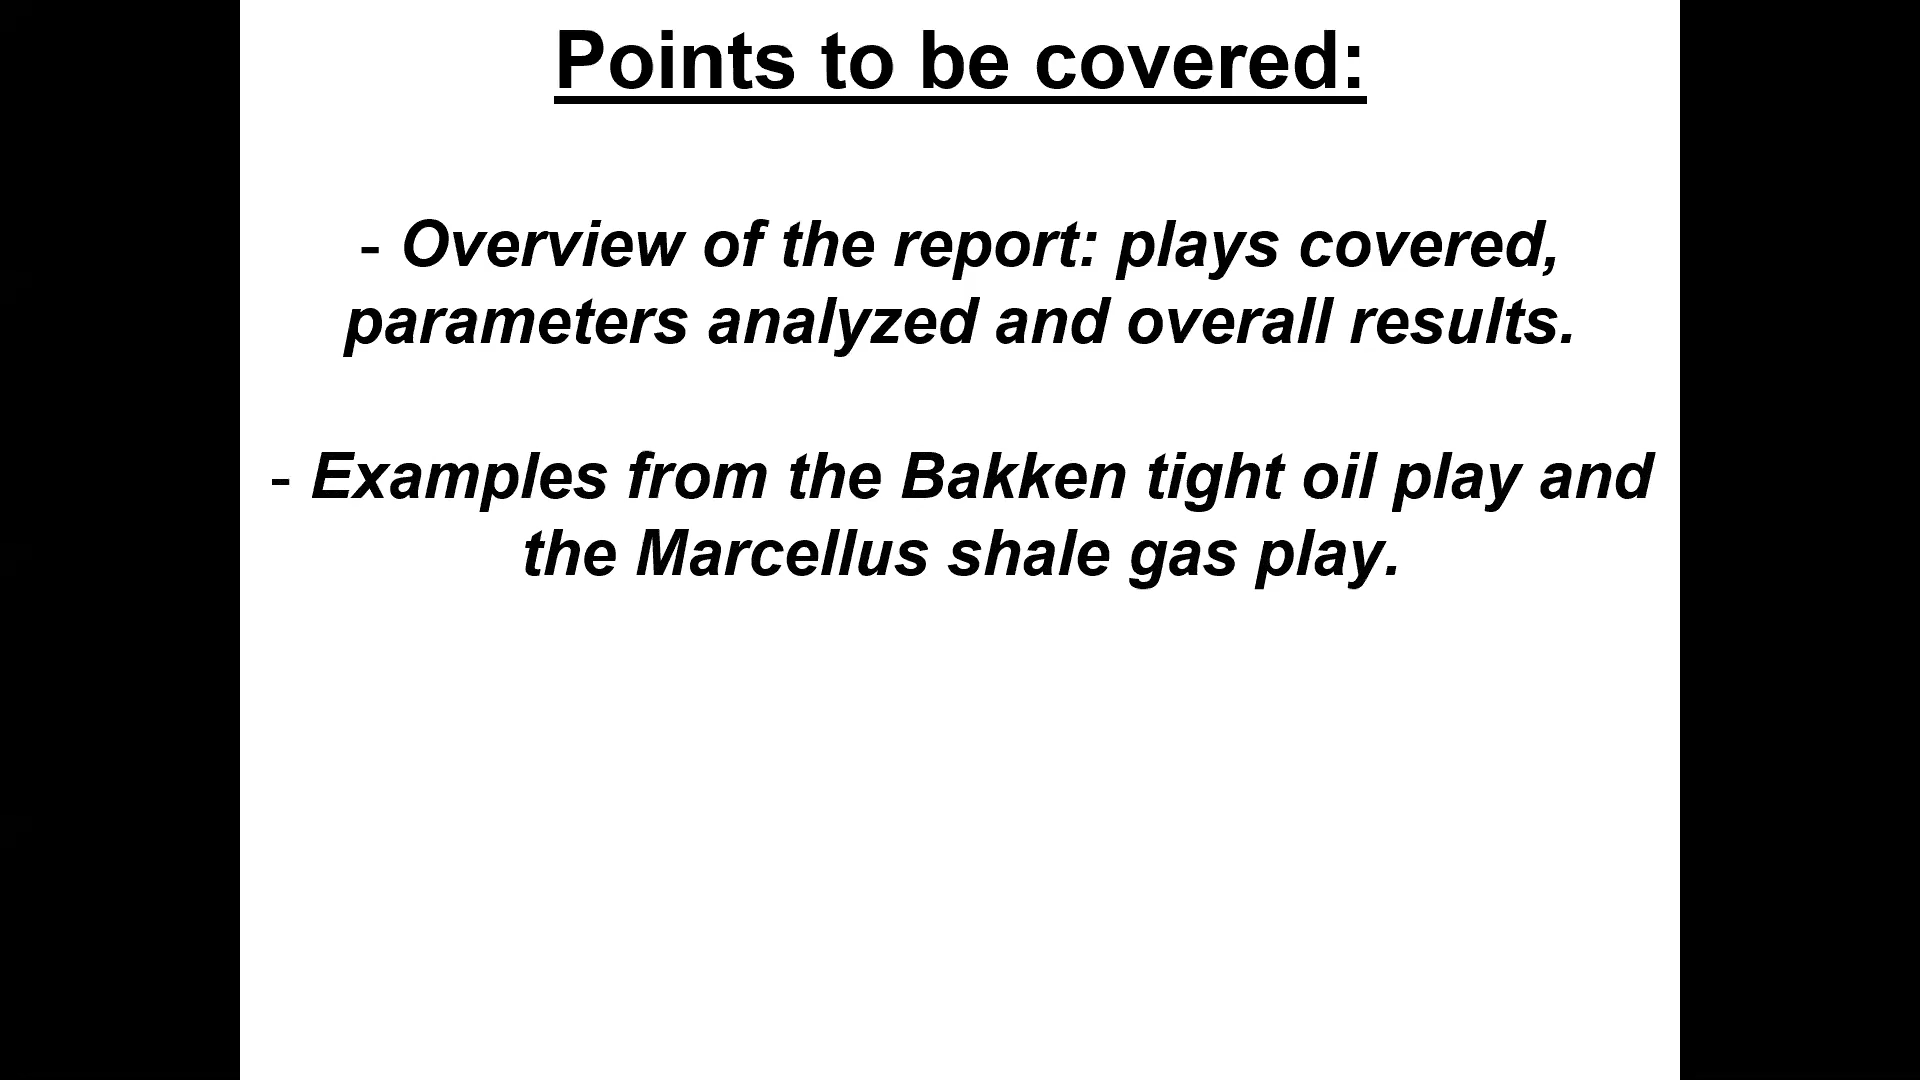 Points to be covered:
- Overview of the report: plays covered,
parameters analyzed and overall results.
- Examples from the Bakken tight oil play and
the Marcellus shale gas play.